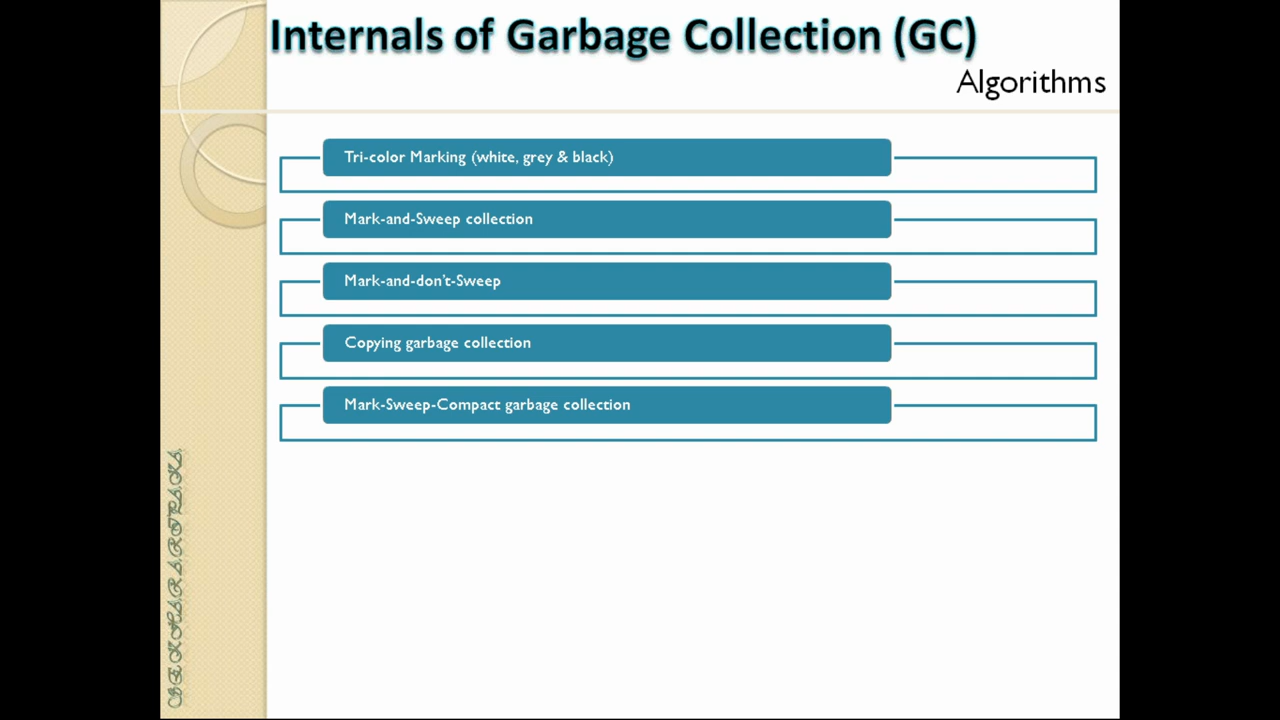 Internals of Garbage Collection (GC)
Algorithms
Tri-color Marking (white, grey & black)
Mark-and-Sweep collection
Mark-and-don't-Sweep
Copying garbage collection
Mark-Sweep-Compact garbage collection